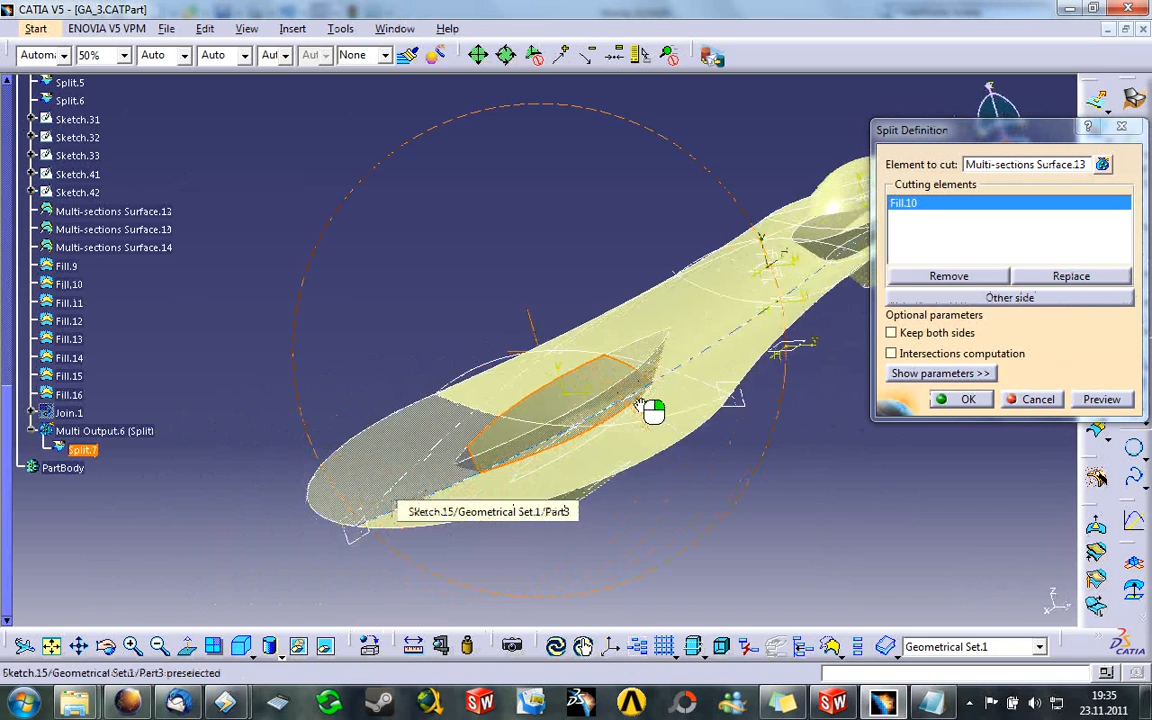 CATIA V5 - [GA_3.CATPart]
Start ENOVIA V5 VPM File Edit View Insert Tools Window Help
Autom 50% Auto Auto Aut Aut None
Split.5
Split.6
Sketch.31
Sketch.32
Sketch.33
Sketch.41
Sketch.42
Multi-sections Surface.12
Multi-sections Surface.13
Multi-sections Surface.14
Fill.9
Fill.10
Fill.11
Fill.12
Fill.13
Fill.14
Fill.15
Fill.16
Join.1
Multi Output.6 (Split)
Split.7
PartBody
Split Definition
Element to cut: Multi-sections Surface.13
Cutting elements
Fill.10
Remove Replace
Other side
Optional parameters
Keep both sides
Intersections computation
Show parameters >>
OK Cancel Preview
Sketch.15/Geometrical Set.1/Part3
Geometrical Set.1
CATIA
Sketch.15/Geometrical Set.1/Part3 preselected
19:35
23.11.2011